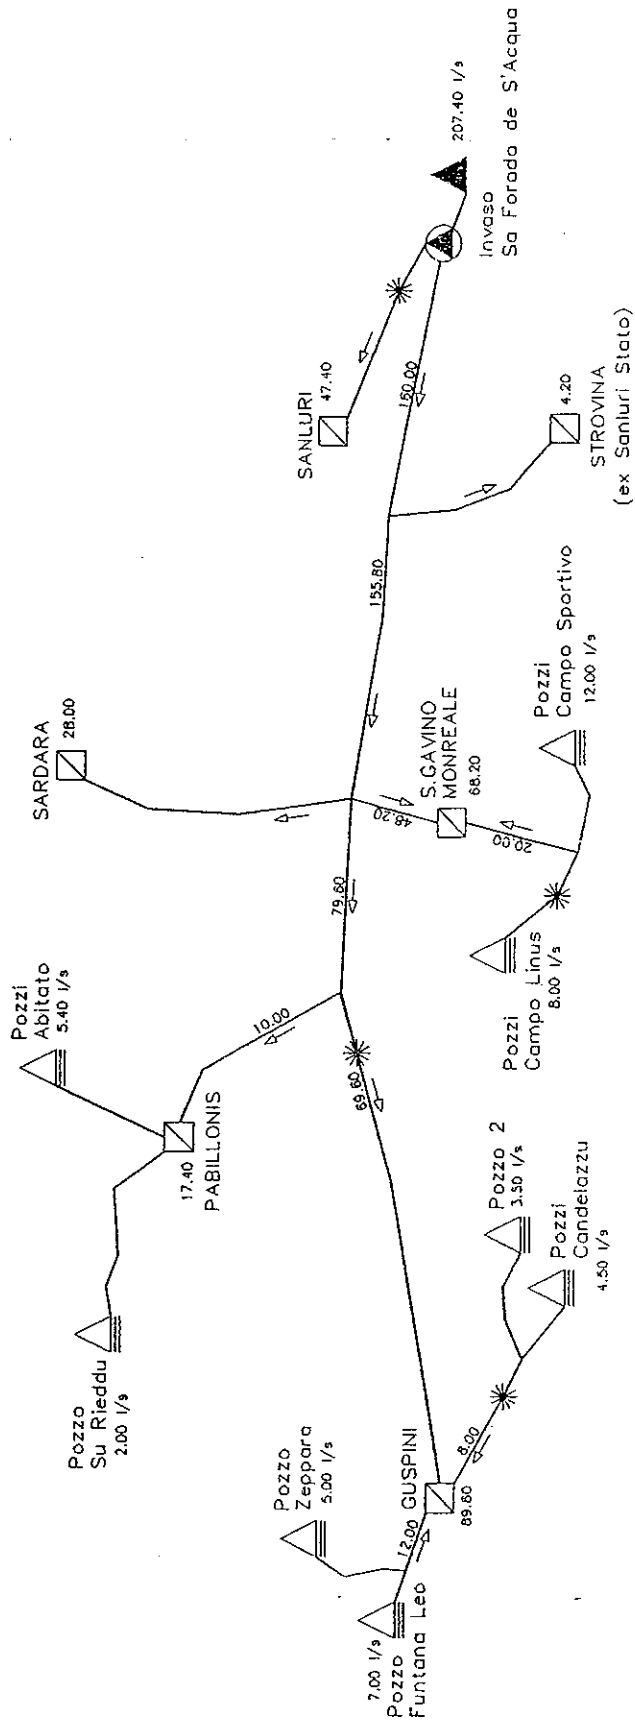 Pozzo
Funtana Leo
7.00 l/s
12.00
Pozzo
Zeppara
5.00 l/s
GUSPINI
89.60
8.00
Pozzo 2
3.50 l/s
Pozzi
Candelazzu
4.50 l/s
Pozzo
Su Rieddu
2.00 l/s
PABILLONIS
17.40
Pozzi
Abitato
5.40 l/s
10.00
69.60
79.60
SARDARA
28.00
48.20
S.GAVINO
MONREALE
68.20
20.00
Pozzi
Campo Linus
8.00 l/s
Pozzi
Campo Sportivo
12.00 l/s
155.80
STROVINA
4.20
(ex Sanluri Stato)
160.00
SANLURI
47.40
Invaso
Sa Forada de S'Acqua
207.40 l/s